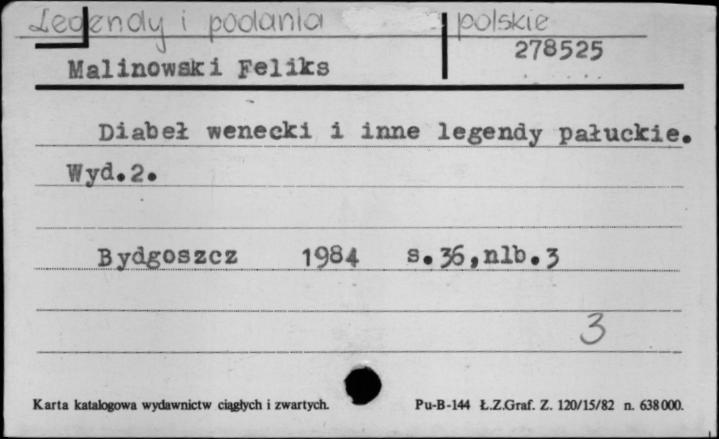 Legendy i podania polskie
278525
Malinowski Feliks
Diabeł wenecki i inne legendy pałuckie.
Wyd.2.
Bydgoszcz 1984 s.36,nlb.3
3
Karta katalogowa wydawnictw ciągłych i zwartych. Pu-B-144 Ł.Z.Graf. Z. 120/15/82 n. 638000.